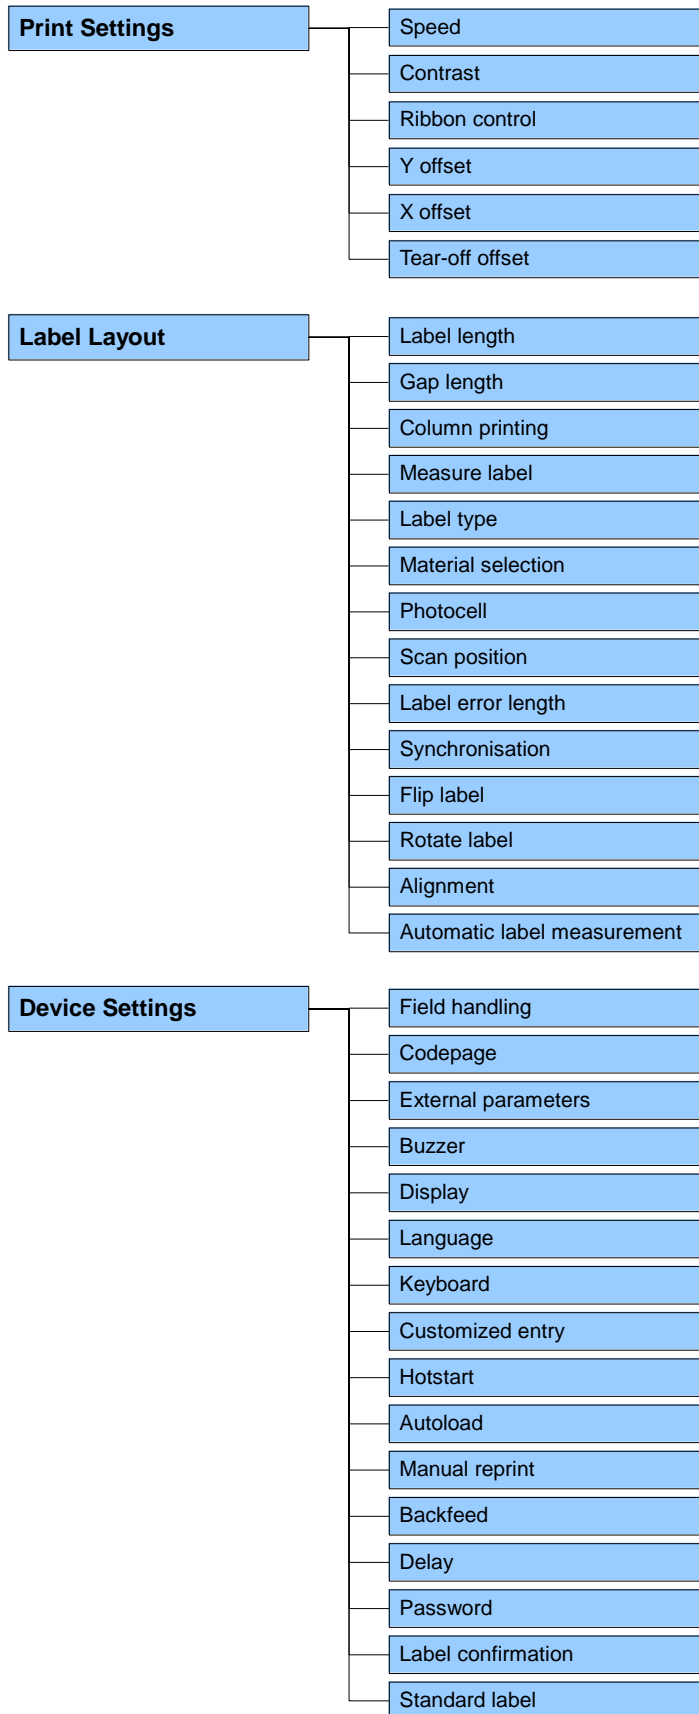 Print Settings
Speed
Contrast
Ribbon control
Y offset
X offset
Tear-off offset
Label Layout
Label length
Gap length
Column printing
Measure label
Label type
Material selection
Photocell
Scan position
Label error length
Synchronisation
Flip label
Rotate label
Alignment
Automatic label measurement
Device Settings
Field handling
Codepage
External parameters
Buzzer
Display
Language
Keyboard
Customized entry
Hotstart
Autoload
Manual reprint
Backfeed
Delay
Password
Label confirmation
Standard label